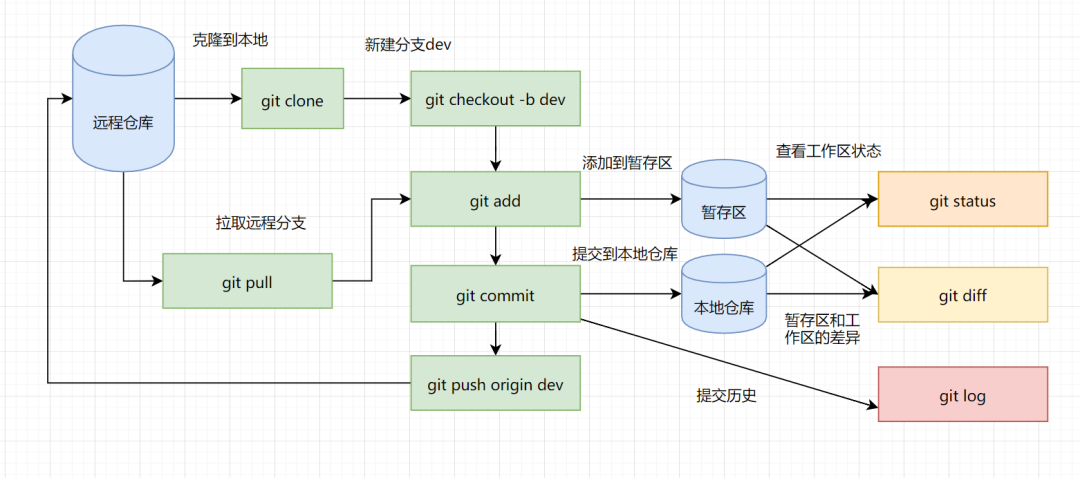 克隆到本地
新建分支dev
远程仓库
git clone
git checkout -b dev
添加到暂存区
查看工作区状态
拉取远程分支
git add
暂存区
git status
git pull
提交到本地仓库
git commit
本地仓库
git diff
暂存区和工
作区的差异
git push origin dev
提交历史
git log